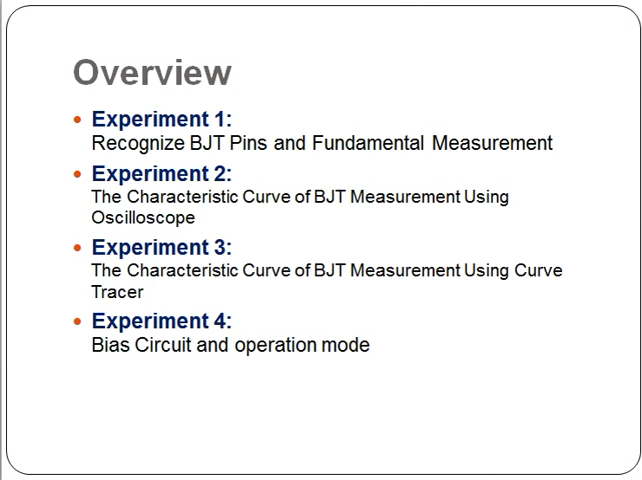 Overview
• Experiment 1:
Recognize BJT Pins and Fundamental Measurement
• Experiment 2:
The Characteristic Curve of BJT Measurement Using
Oscilloscope
• Experiment 3:
The Characteristic Curve of BJT Measurement Using Curve
Tracer
• Experiment 4:
Bias Circuit and operation mode